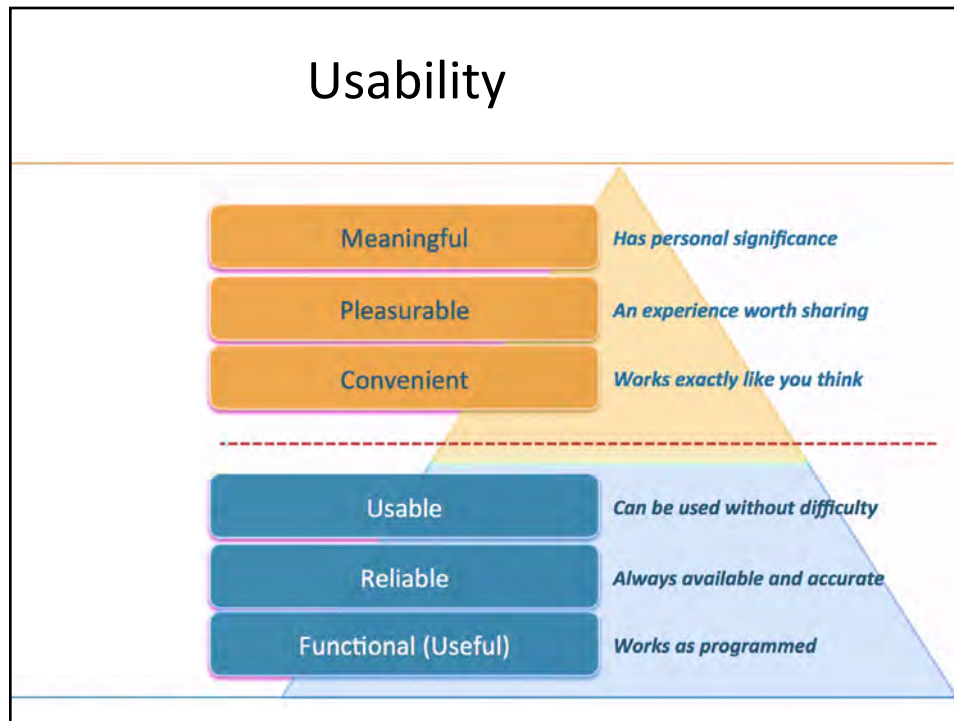 Usability
Meaningful Has personal significance
Pleasurable An experience worth sharing
Convenient Works exactly like you think
Usable Can be used without difficulty
Reliable Always available and accurate
Functional (Useful) Works as programmed